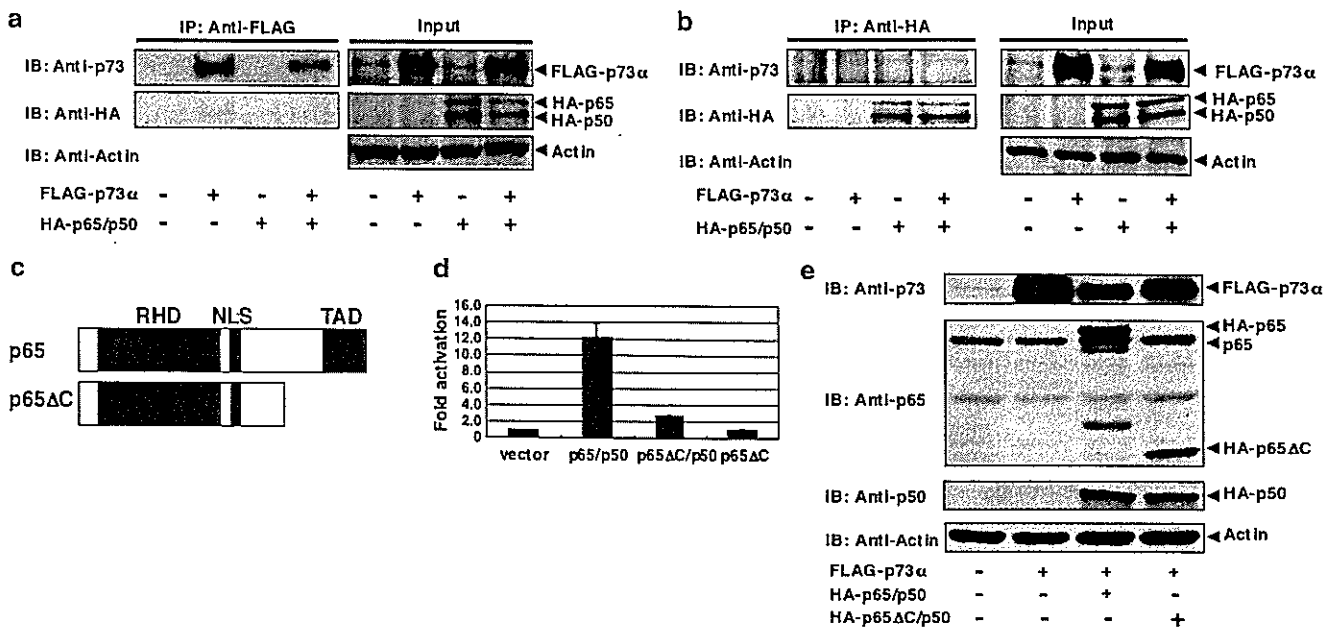 a
IP: Anti-FLAG
Input
IB: Anti-p73
FLAG-p73α
IB: Anti-HA
HA-p65
HA-p50
IB: Anti-Actin
Actin
FLAG-p73α - + - + - + - +
HA-p65/p50 - - + + - - + +
b
IP: Anti-HA
Input
IB: Anti-p73
FLAG-p73α
IB: Anti-HA
HA-p65
HA-p50
IB: Anti-Actin
Actin
FLAG-p73α - + - + - + - +
HA-p65/p50 - - + + - - + +
c
RHD NLS TAD
p65
p65ΔC
d
Fold activation
16.0
14.0
12.0
10.0
8.0
6.0
4.0
2.0
0
vector p65/p50 p65ΔC/p50 p65ΔC
e
IB: Anti-p73
FLAG-p73α
HA-p65
p65
IB: Anti-p65
HA-p65ΔC
IB: Anti-p50
HA-p50
IB: Anti-Actin
Actin
FLAG-p73α - + + +
HA-p65/p50 - - + -
HA-p65ΔC/p50 - - - +